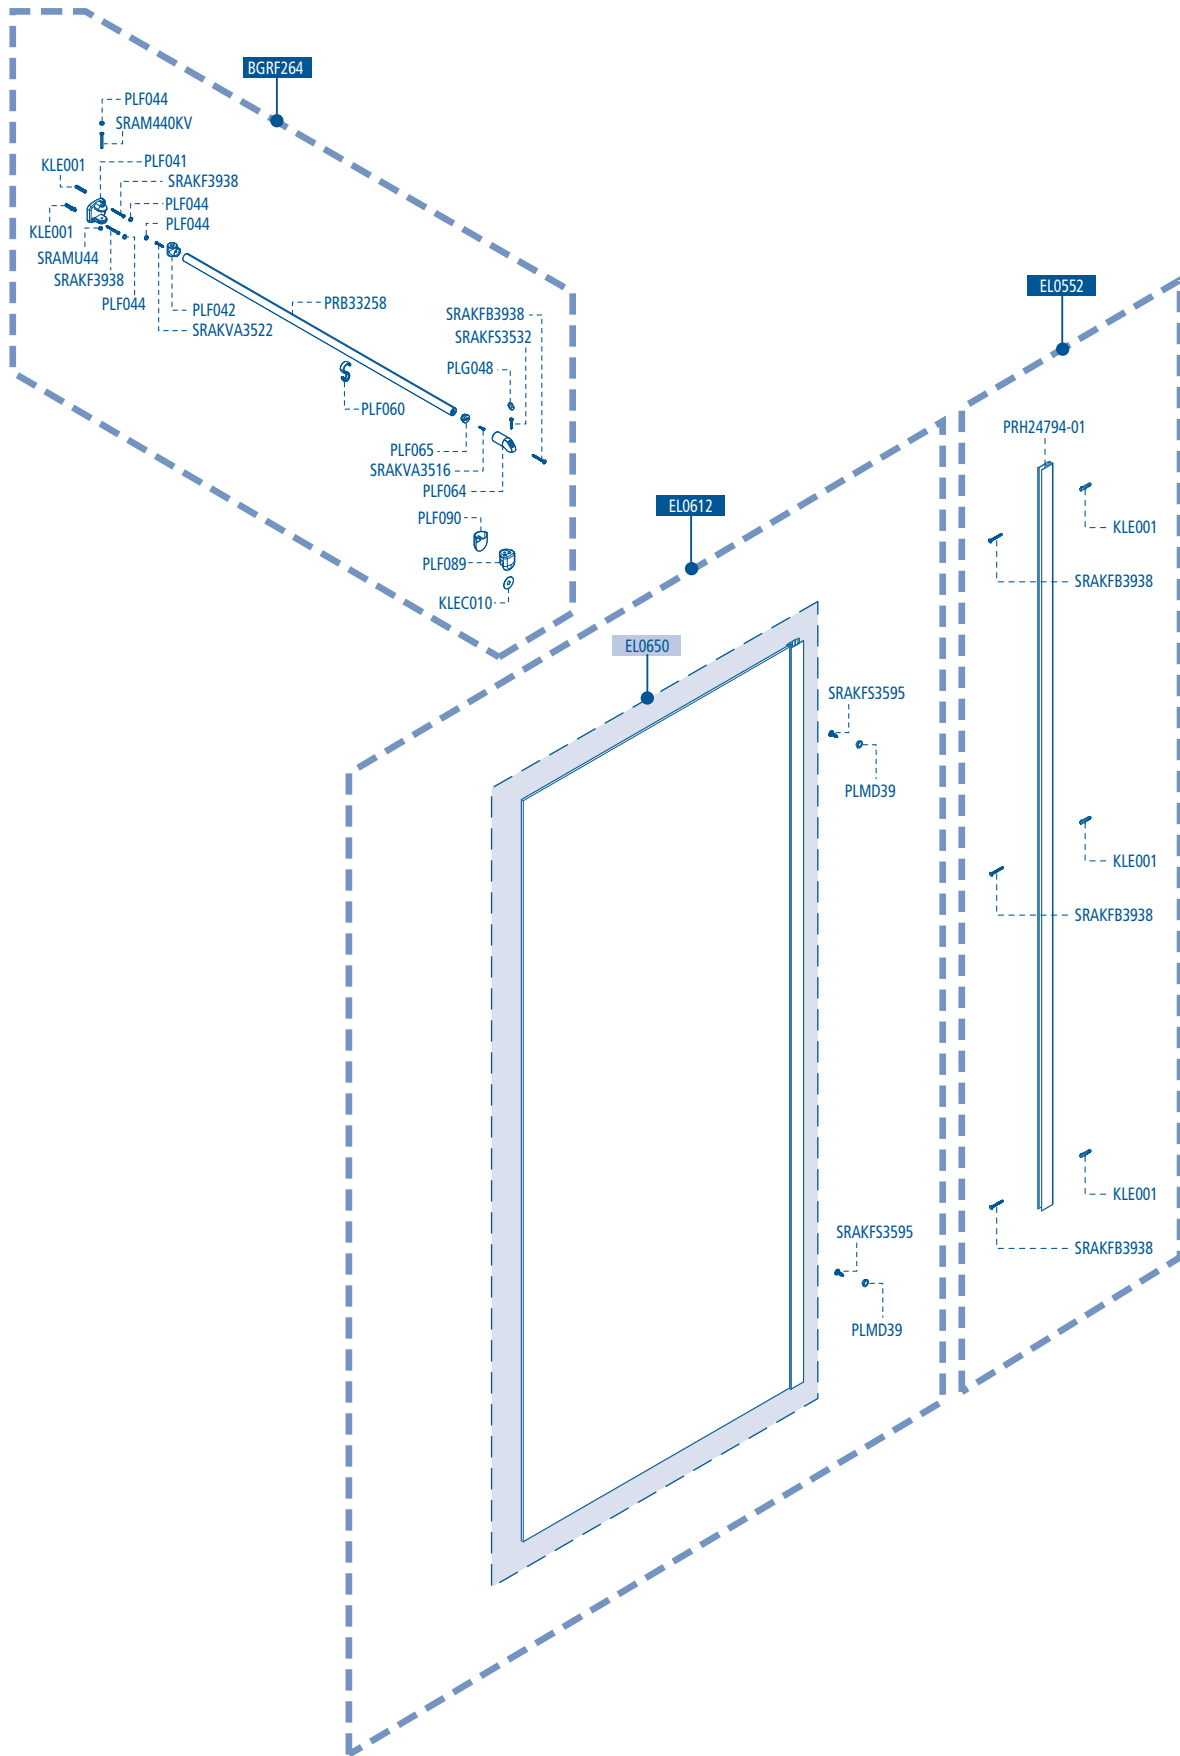 BGRF264
PLF044
SRAM440KV
KLE001
PLF041
SRAKF3938
PLF044
PLF044
KLE001
SRAMU44
SRAKF3938
PLF044
PLF042
SRAKVA3522
PRB33258
SRAKFB3938
SRAKFS3532
PLG048
PLF060
PLF065
SRAKVA3516
PLF064
PLF090
PLF089
KLEC010
EL0552
PRH24794-01
KLE001
SRAKFB3938
KLE001
SRAKFB3938
KLE001
SRAKFB3938
EL0612
EL0650
SRAKFS3595
PLMD39
SRAKFS3595
PLMD39